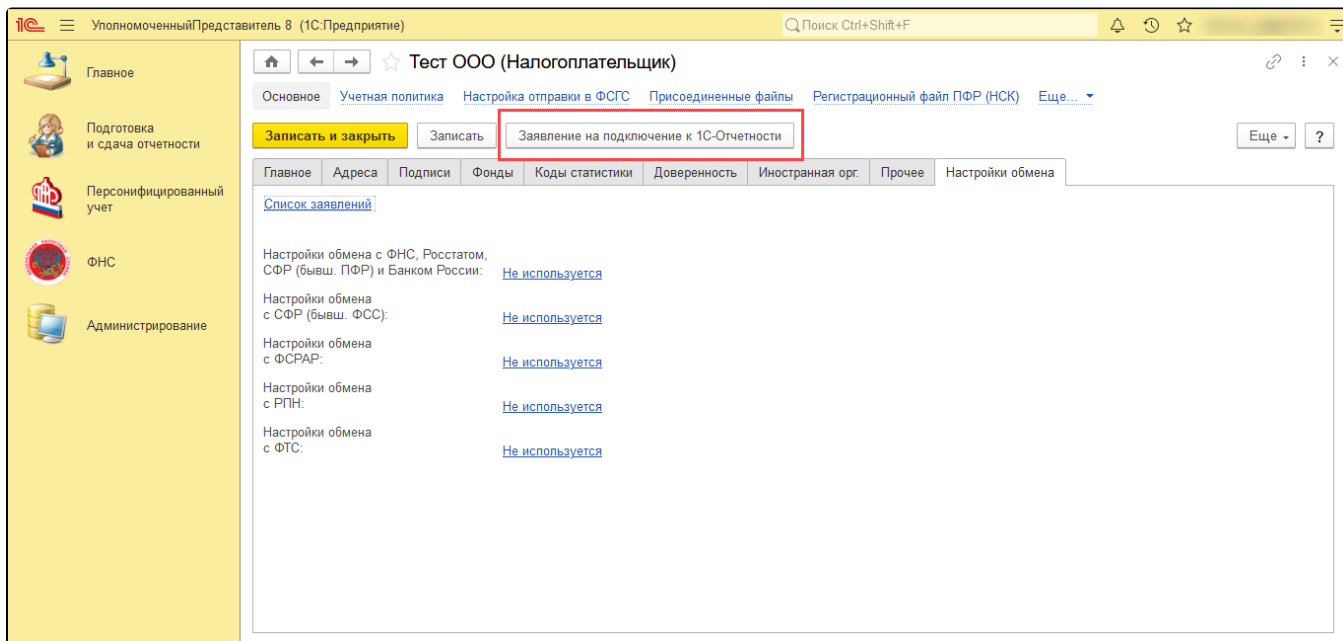 1С УполномоченныйПредставитель 8 (1С:Предприятие) Поиск Ctrl+Shift+F
Главное
Подготовка
и сдача отчетности
Персонифицированный
учет
ФНС
Администрирование
Тест ООО (Налогоплательщик)
Основное Учетная политика Настройка отправки в ФСГС Присоединенные файлы Регистрационный файл ПФР (НСК) Еще...
Записать и закрыть Записать Заявление на подключение к 1С-Отчетности Еще ?
Главное Адреса Подписи Фонды Коды статистики Доверенность Иностранная орг. Прочее Настройки обмена
Список заявлений
Настройки обмена с ФНС, Росстатом,
СФР (бывш. ПФР) и Банком России: Не используется
Настройки обмена
с СФР (бывш. ФСС): Не используется
Настройки обмена
с ФСРАР: Не используется
Настройки обмена
с РПН: Не используется
Настройки обмена
с ФТС: Не используется